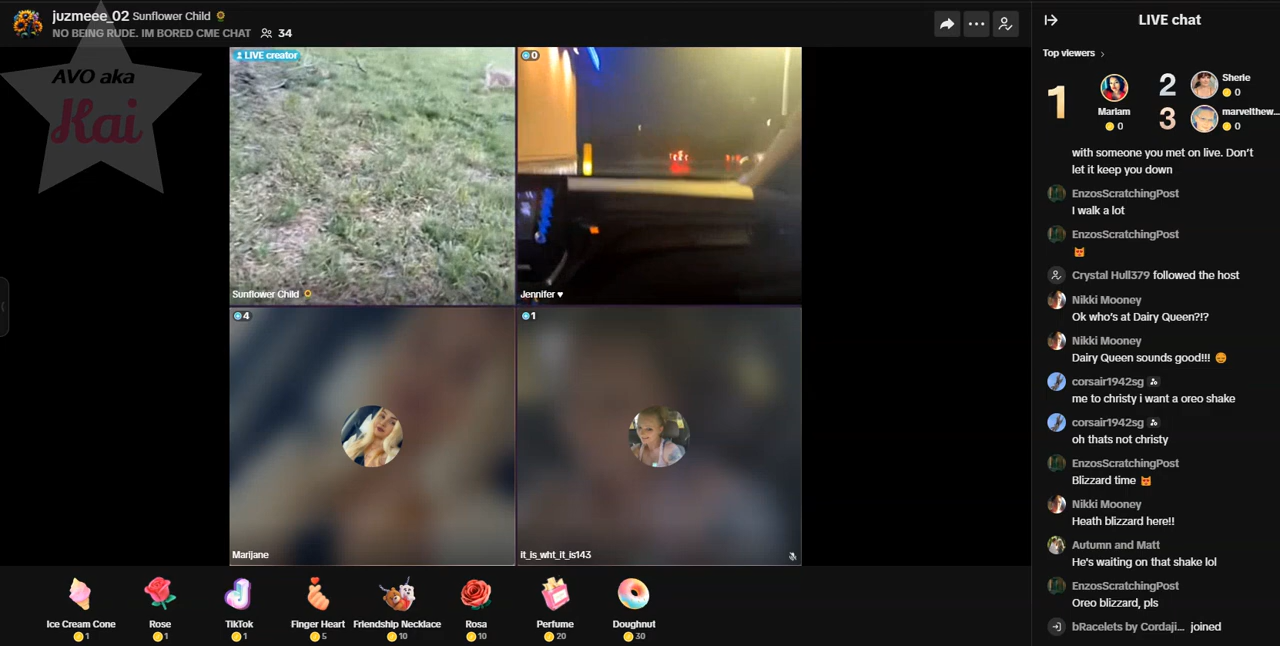 juzmeee_02 Sunflower Child
NO BEING RUDE. IM BORED CME CHAT 34
AVO aka
Kai
LIVE creator
0
Sunflower Child
Jennifer ♥
4
1
Marijane
it_is_wht_it_is143
Ice Cream Cone
1
Rose
1
TikTok
1
Finger Heart
5
Friendship Necklace
10
Rosa
10
Perfume
20
Doughnut
30
LIVE chat
Top viewers >
1
Mariam
0
2
Sherie
0
3
marvelthew...
0
with someone you met on live. Don't
let it keep you down
EnzosScratchingPost
I walk a lot
EnzosScratchingPost
Crystal Hull379 followed the host
Nikki Mooney
Ok who's at Dairy Queen?!?
Nikki Mooney
Dairy Queen sounds good!!!
corsair1942sg
me to christy i want a oreo shake
corsair1942sg
oh thats not christy
EnzosScratchingPost
Blizzard time
Nikki Mooney
Heath blizzard here!!
Autumn and Matt
He's waiting on that shake lol
EnzosScratchingPost
Oreo blizzard, pls
bRacelets by Cordaji... joined